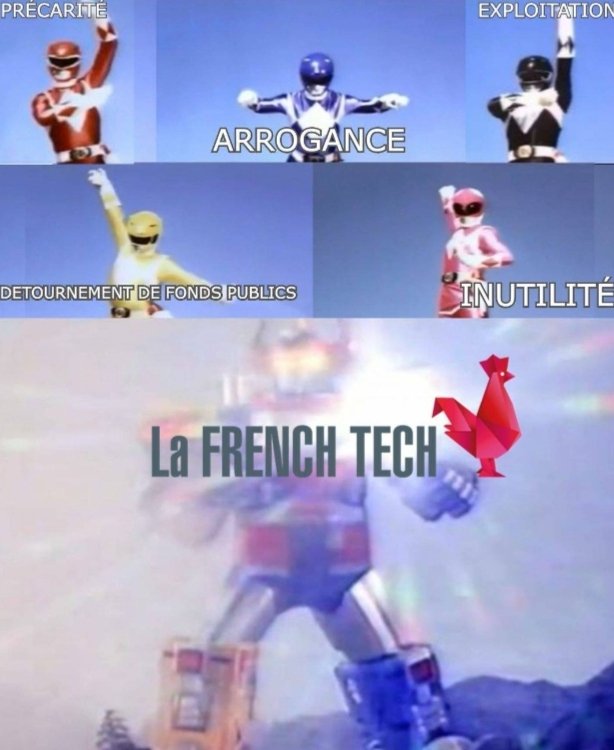 PRÉCARITÉ
EXPLOITATION
ARROGANCE
DETOURNEMENT DE FONDS PUBLICS
INUTILITÉ
La FRENCH TECH